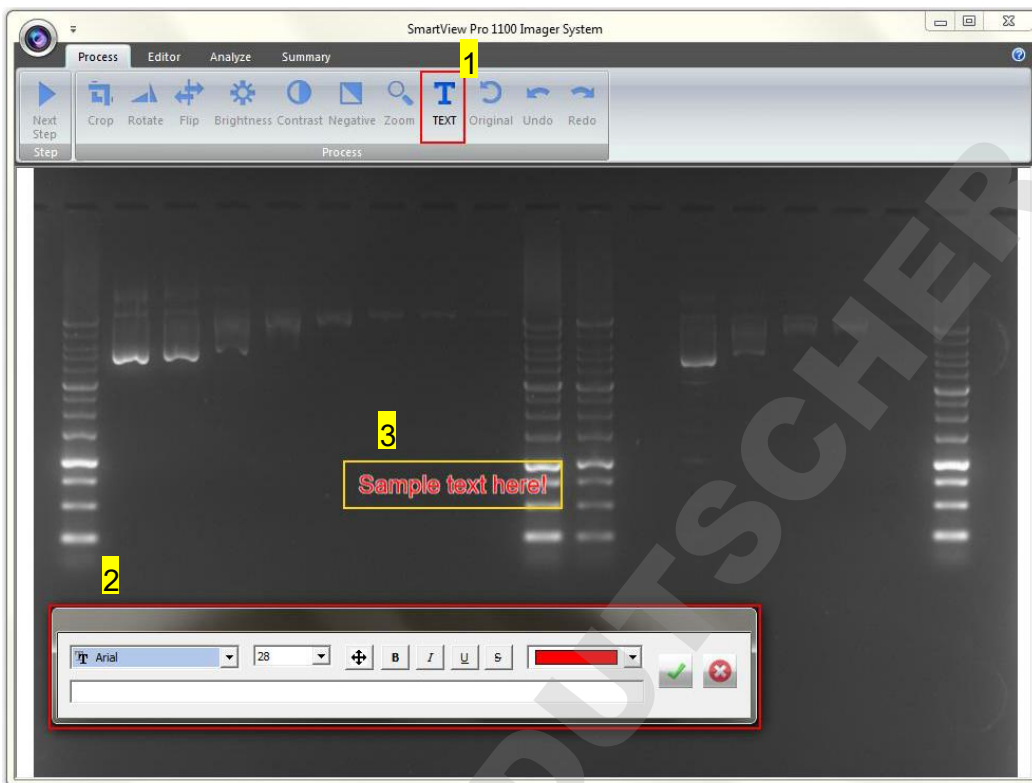 SmartView Pro 1100 Imager System
Process Editor Analyze Summary
1
Next Step
Crop Rotate Flip Brightness Contrast Negative Zoom TEXT Original Undo Redo
Step Process
3
Sample text here!
2
Arial 28 B I U S
DUTSCHER